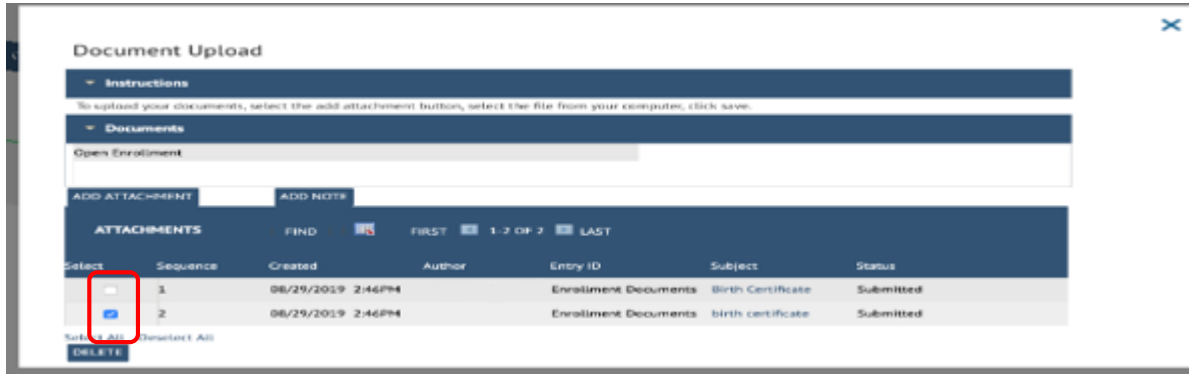 Document Upload
Instructions
To upload your documents, select the add attachment button, select the file from your computer, click save.
Documents
Open Enrollment
ADD ATTACHMENT ADD NOTE
ATTACHMENTS FIND FIRST 1-2 OF 2 LAST
Select Sequence Created Author Entry ID Subject Status
1 08/29/2019 2:46PM Enrollment Documents Birth Certificate Submitted
2 08/29/2019 2:46PM Enrollment Documents birth certificate Submitted
Select All Deselect All
DELETE